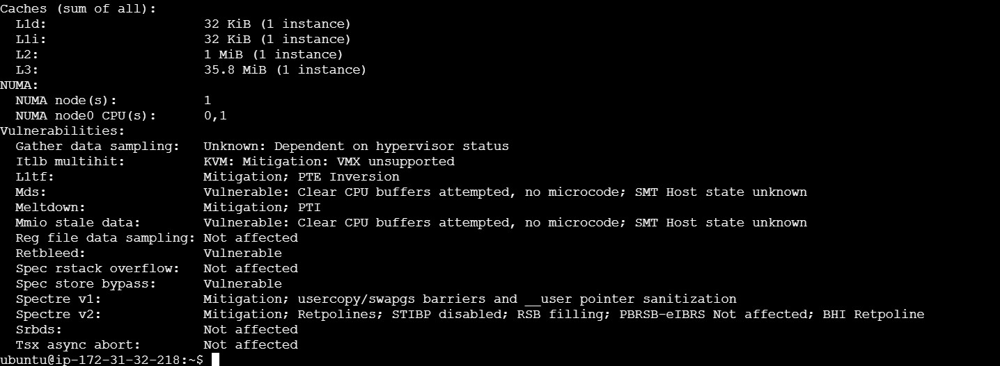 Caches (sum of all):
  L1d:                    32 KiB (1 instance)
  L1i:                    32 KiB (1 instance)
  L2:                     1 MiB (1 instance)
  L3:                     35.8 MiB (1 instance)
NUMA:
  NUMA node(s):           1
  NUMA node0 CPU(s):      0,1
Vulnerabilities:
  Gather data sampling:   Unknown: Dependent on hypervisor status
  Itlb multihit:          KVM: Mitigation: VMX unsupported
  L1tf:                   Mitigation; PTE Inversion
  Mds:                    Vulnerable: Clear CPU buffers attempted, no microcode; SMT Host state unknown
  Meltdown:               Mitigation; PTI
  Mmio stale data:        Vulnerable: Clear CPU buffers attempted, no microcode; SMT Host state unknown
  Reg file data sampling: Not affected
  Retbleed:               Vulnerable
  Spec rstack overflow:   Not affected
  Spec store bypass:      Vulnerable
  Spectre v1:             Mitigation; usercopy/swapgs barriers and __user pointer sanitization
  Spectre v2:             Mitigation; Retpolines; STIBP disabled; RSB filling; PBRSB-eIBRS Not affected; BHI Retpoline
  Srbds:                  Not affected
  Tsx async abort:        Not affected
ubuntu@ip-172-31-32-218:~$